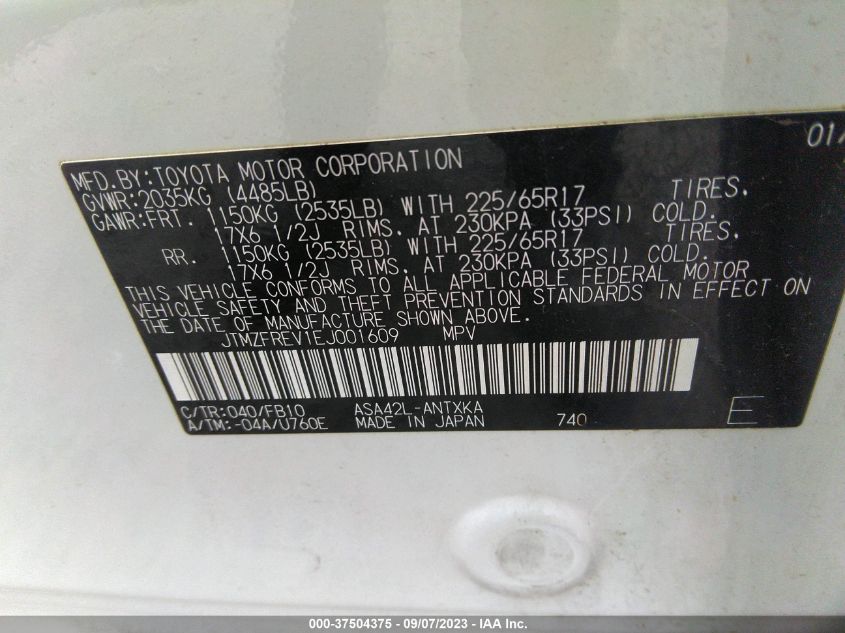 01/
MFD. BY: TOYOTA MOTOR CORPORATION
GVWR: 2035KG (4485LB)
GAWR: FRT. 1150KG (2535LB) WITH 225/65R17 TIRES,
17X6 1/2J RIMS, AT 230KPA (33PSI) COLD.
RR. 1150KG (2535LB) WITH 225/65R17 TIRES,
17X6 1/2J RIMS, AT 230KPA (33PSI) COLD.
THIS VEHICLE CONFORMS TO ALL APPLICABLE FEDERAL MOTOR
VEHICLE SAFETY AND THEFT PREVENTION STANDARDS IN EFFECT ON
THE DATE OF MANUFACTURE SHOWN ABOVE.
JTMZFREV1EJ001609 MPV
C/TR: 040/FB10 ASA42L-ANTXKA
A/TM: -04A/U760E MADE IN JAPAN 740 E
000-37504375 - 09/07/2023 - IAA Inc.